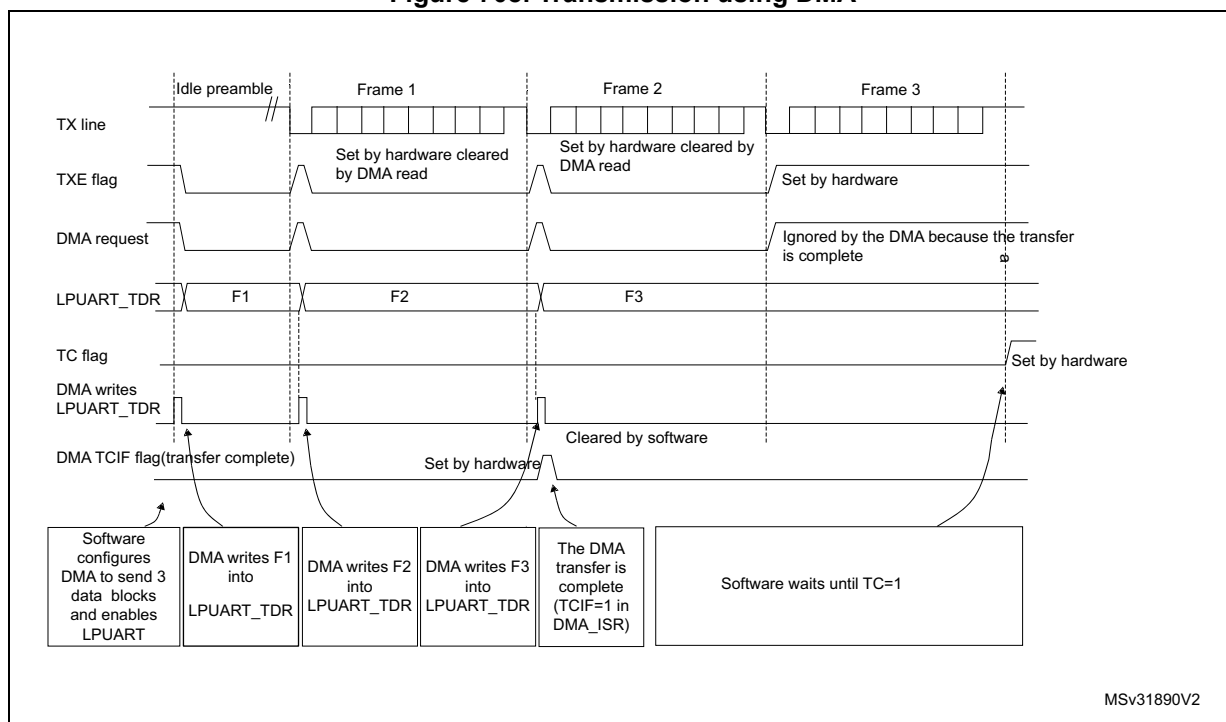 Idle preamble
Frame 1
Frame 2
Frame 3
TX line
Set by hardware cleared
by DMA read
Set by hardware cleared by
DMA read
TXE flag
Set by hardware
DMA request
Ignored by the DMA because the transfer
is complete
a
LPUART_TDR
F1
F2
F3
TC flag
Set by hardware
DMA writes
LPUART_TDR
Cleared by software
DMA TCIF flag(transfer complete)
Set by hardware
Software
configures
DMA to send 3
data blocks
and enables
LPUART
DMA writes F1
into
LPUART_TDR
DMA writes F2
into
LPUART_TDR
DMA writes F3
into
LPUART_TDR
The DMA
transfer is
complete
(TCIF=1 in
DMA_ISR)
Software waits until TC=1
MSv31890V2